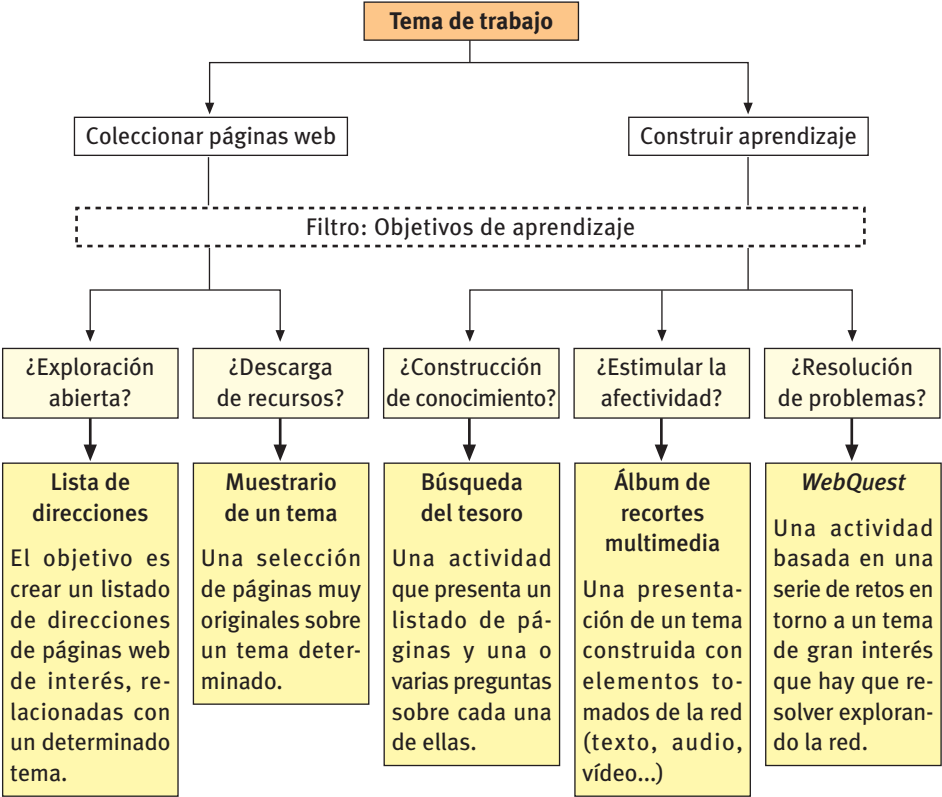 Tema de trabajo
Coleccionar páginas web
Construir aprendizaje
Filtro: Objetivos de aprendizaje
¿Exploración
abierta?
¿Descarga
de recursos?
¿Construcción
de conocimiento?
¿Estimular la
afectividad?
¿Resolución
de problemas?
Lista de
direcciones
El objetivo es
crear un listado
de direcciones
de páginas web
de interés, re-
lacionadas con
un determinado
tema.
Muestrario
de un tema
Una selección
de páginas muy
originales sobre
un tema deter-
minado.
Búsqueda
del tesoro
Una actividad
que presenta un
listado de pá-
ginas y una o
varias preguntas
sobre cada una
de ellas.
Álbum de
recortes
multimedia
Una presenta-
ción de un tema
construida con
elementos to-
mados de la red
(texto, audio,
vídeo...)
WebQuest
Una actividad
basada en una
serie de retos en
torno a un tema
de gran interés
que hay que re-
solver exploran-
do la red.